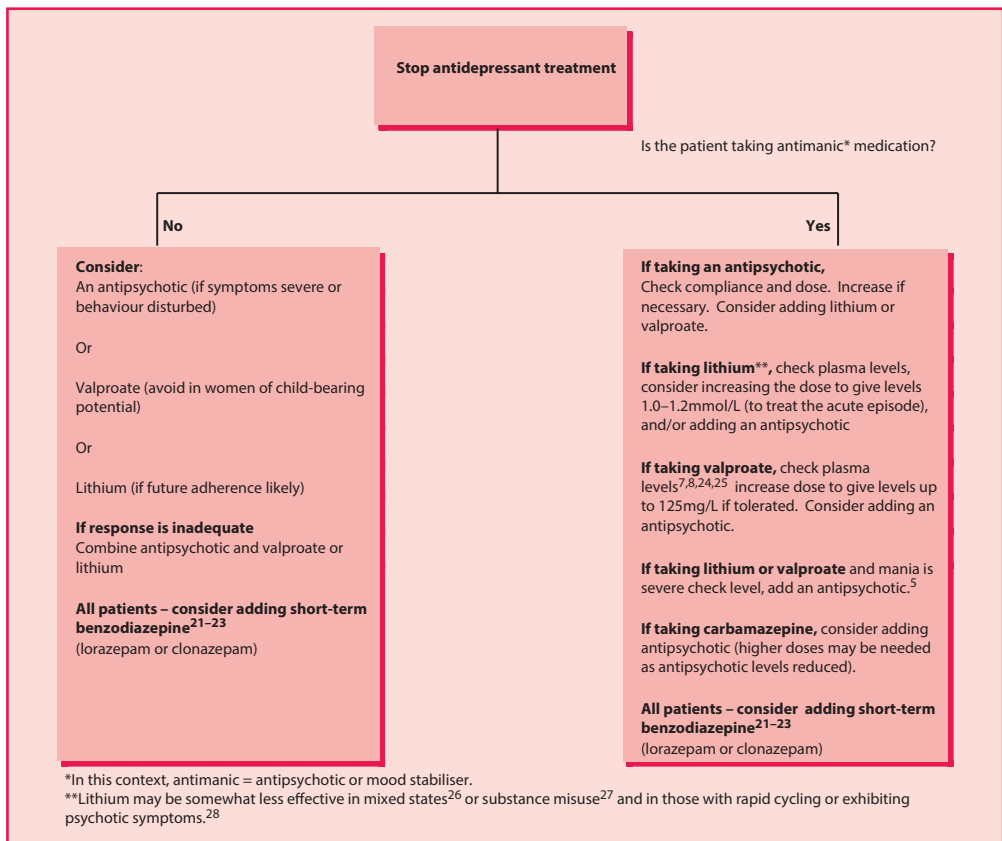 Stop antidepressant treatment
Is the patient taking antimanic* medication?
No
Yes
Consider:
An antipsychotic (if symptoms severe or
behaviour disturbed)
Or
Valproate (avoid in women of child-bearing
potential)
Or
Lithium (if future adherence likely)
If response is inadequate
Combine antipsychotic and valproate or
lithium
All patients – consider adding short-term
benzodiazepine21–23
(lorazepam or clonazepam)
If taking an antipsychotic,
Check compliance and dose. Increase if
necessary. Consider adding lithium or
valproate.
If taking lithium**, check plasma levels,
consider increasing the dose to give levels
1.0–1.2mmol/L (to treat the acute episode),
and/or adding an antipsychotic
If taking valproate, check plasma
levels7,8,24,25 increase dose to give levels up
to 125mg/L if tolerated. Consider adding an
antipsychotic.
If taking lithium or valproate and mania is
severe check level, add an antipsychotic.5
If taking carbamazepine, consider adding
antipsychotic (higher doses may be needed
as antipsychotic levels reduced).
All patients – consider adding short-term
benzodiazepine21–23
(lorazepam or clonazepam)
*In this context, antimanic = antipsychotic or mood stabiliser.
**Lithium may be somewhat less effective in mixed states26 or substance misuse27 and in those with rapid cycling or exhibiting
psychotic symptoms.28